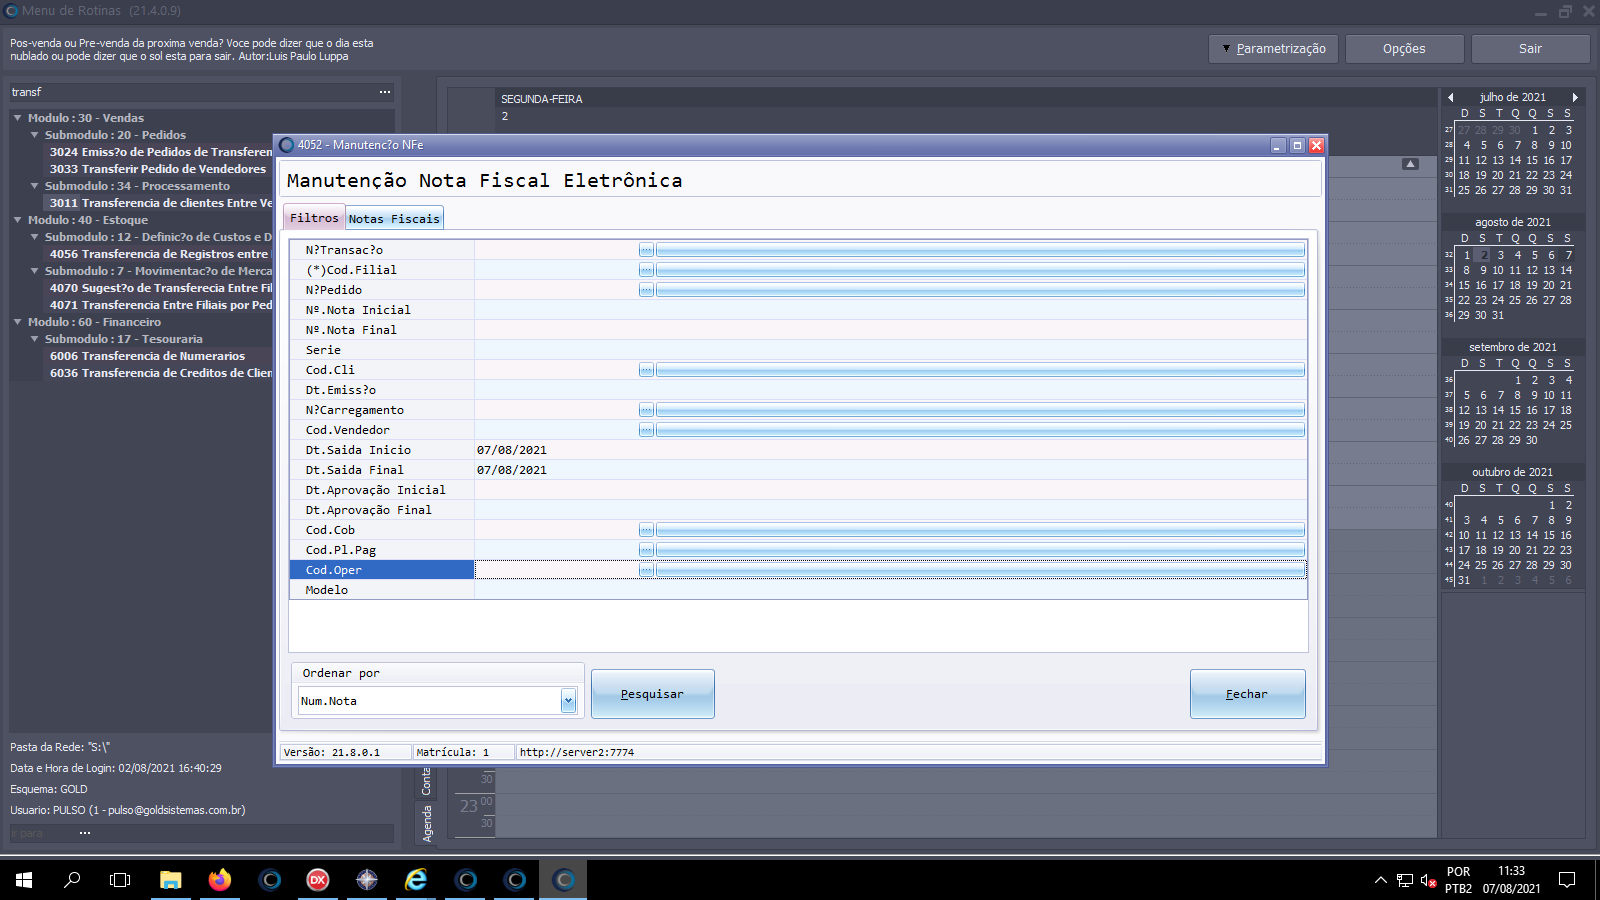 Menu de Rotinas  (21.4.0.9)
Pos-venda ou Pre-venda da proxima venda? Voce pode dizer que o dia esta
nublado ou pode dizer que o sol esta para sair. Autor:Luis Paulo Luppa
▼ Parametrização
Opções
Sair
transf
...
Modulo : 30 - Vendas
Submodulo : 20 - Pedidos
3024 Emiss?o de Pedidos de Transferen
3033 Transferir Pedido de Vendedores
Submodulo : 34 - Processamento
3011 Transferencia de clientes Entre Ve
Modulo : 40 - Estoque
Submodulo : 12 - Definic?o de Custos e D
4056 Transferencia de Registros entre
Submodulo : 7 - Movimentac?o de Merca
4070 Sugest?o de Transferecia Entre Fil
4071 Transferencia Entre Filiais por Ped
Modulo : 60 - Financeiro
Submodulo : 17 - Tesouraria
6006 Transferencia de Numerarios
6036 Transferencia de Creditos de Clien
Pasta da Rede: "S:\"
Data e Hora de Login: 02/08/2021 16:40:29
Esquema: GOLD
Usuario: PULSO (1 - pulso@goldsistemas.com.br)
ir para
...
SEGUNDA-FEIRA
2
Conta
Agenda
30
23 00
30
4052 - Manutenc?o NFe
Manutenção Nota Fiscal Eletrônica
Filtros
Notas Fiscais
N?Transac?o
(*)Cod.Filial
N?Pedido
Nº.Nota Inicial
Nº.Nota Final
Serie
Cod.Cli
Dt.Emiss?o
N?Carregamento
Cod.Vendedor
Dt.Saida Inicio 07/08/2021
Dt.Saida Final 07/08/2021
Dt.Aprovação Inicial
Dt.Aprovação Final
Cod.Cob
Cod.Pl.Pag
Cod.Oper
Modelo
Ordenar por
Num.Nota
Pesquisar
Fechar
Versão: 21.8.0.1
Matrícula: 1
http://server2:7774
julho de 2021
D S T Q Q S S
27 27 28 29 30 1 2 3
28 4 5 6 7 8 9 10
29 11 12 13 14 15 16 17
30 18 19 20 21 22 23 24
31 25 26 27 28 29 30 31
agosto de 2021
D S T Q Q S S
32 1 2 3 4 5 6 7
33 8 9 10 11 12 13 14
34 15 16 17 18 19 20 21
35 22 23 24 25 26 27 28
36 29 30 31
setembro de 2021
D S T Q Q S S
36 1 2 3 4
37 5 6 7 8 9 10 11
38 12 13 14 15 16 17 18
39 19 20 21 22 23 24 25
40 26 27 28 29 30
outubro de 2021
D S T Q Q S S
40 1 2
41 3 4 5 6 7 8 9
42 10 11 12 13 14 15 16
43 17 18 19 20 21 22 23
44 24 25 26 27 28 29 30
45 31 1 2 3 4 5 6
DX
POR
PTB2
11:33
07/08/2021